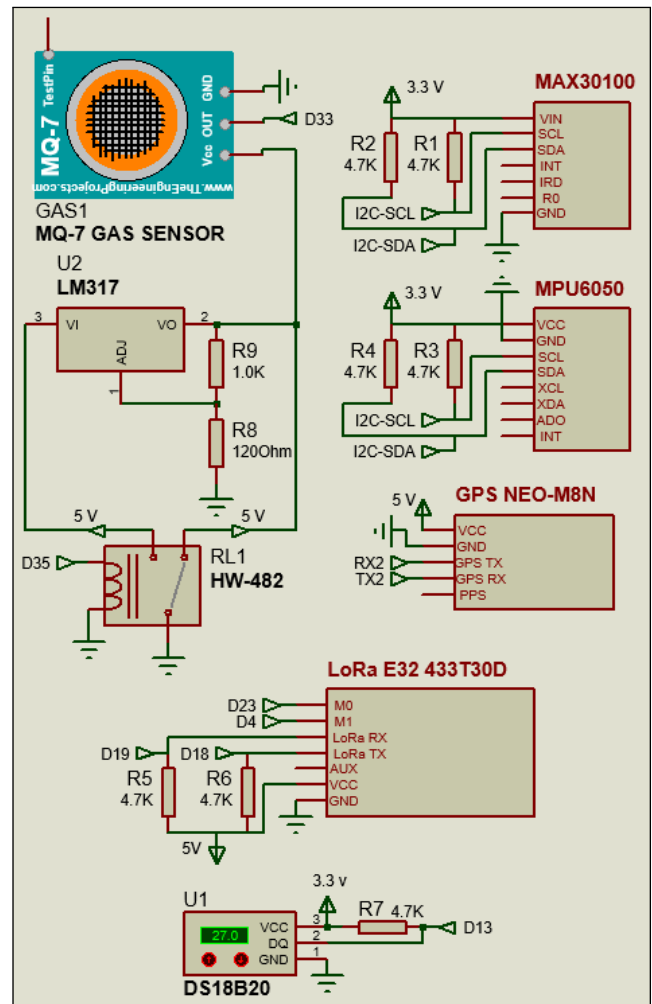 TestPin
MQ-7
GND
OUT
Vcc
D33
www.TheEngineeringProjects.com
GAS1
MQ-7 GAS SENSOR
U2
LM317
3
VI
VO
2
ADJ
1
R9
1.0K
R8
120Ohm
5 V
5 V
D35
RL1
HW-482
MAX30100
3.3 V
R2
4.7K
R1
4.7K
I2C-SCL
I2C-SDA
VIN
SCL
SDA
INT
IRD
R0
GND
MPU6050
3.3 V
R4
4.7K
R3
4.7K
I2C-SCL
I2C-SDA
VCC
GND
SCL
SDA
XCL
XDA
ADO
INT
GPS NEO-M8N
5 V
RX2
TX2
VCC
GND
GPS TX
GPS RX
PPS
LoRa E32 433T30D
D23
D4
D19
D18
M0
M1
LoRa RX
LoRa TX
AUX
VCC
GND
R5
4.7K
R6
4.7K
5V
U1
27.0
VCC
DQ
GND
3
2
1
3.3 v
R7
4.7K
D13
DS18B20